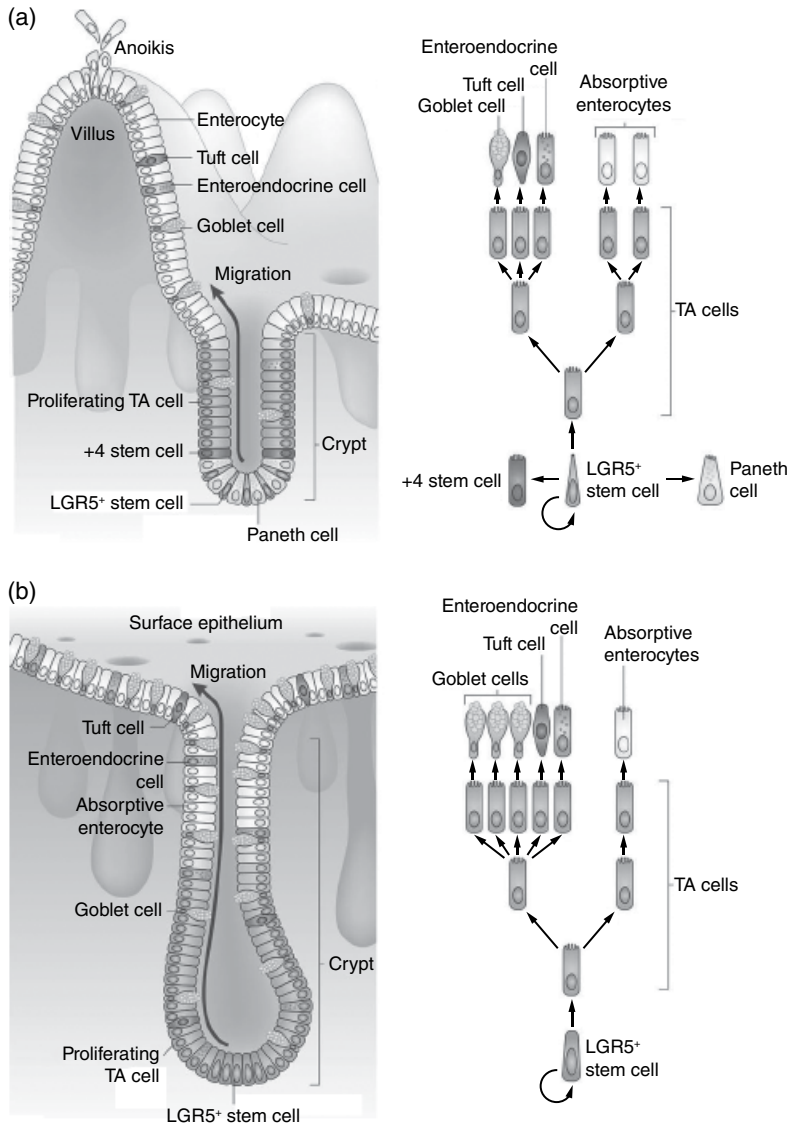 (a)
Anoikis
Villus
Enterocyte
Tuft cell
Enteroendocrine cell
Goblet cell
Migration
Proliferating TA cell
+4 stem cell
Crypt
LGR5⁺ stem cell
Paneth cell
Enteroendocrine
cell
Tuft cell
Goblet cell
Absorptive
enterocytes
TA cells
+4 stem cell
LGR5⁺
stem cell
Paneth
cell
(b)
Surface epithelium
Migration
Tuft cell
Enteroendocrine
cell
Absorptive
enterocyte
Goblet cell
Crypt
Proliferating
TA cell
LGR5⁺ stem cell
Enteroendocrine
cell
Tuft cell
Goblet cells
Absorptive
enterocytes
TA cells
LGR5⁺
stem cell